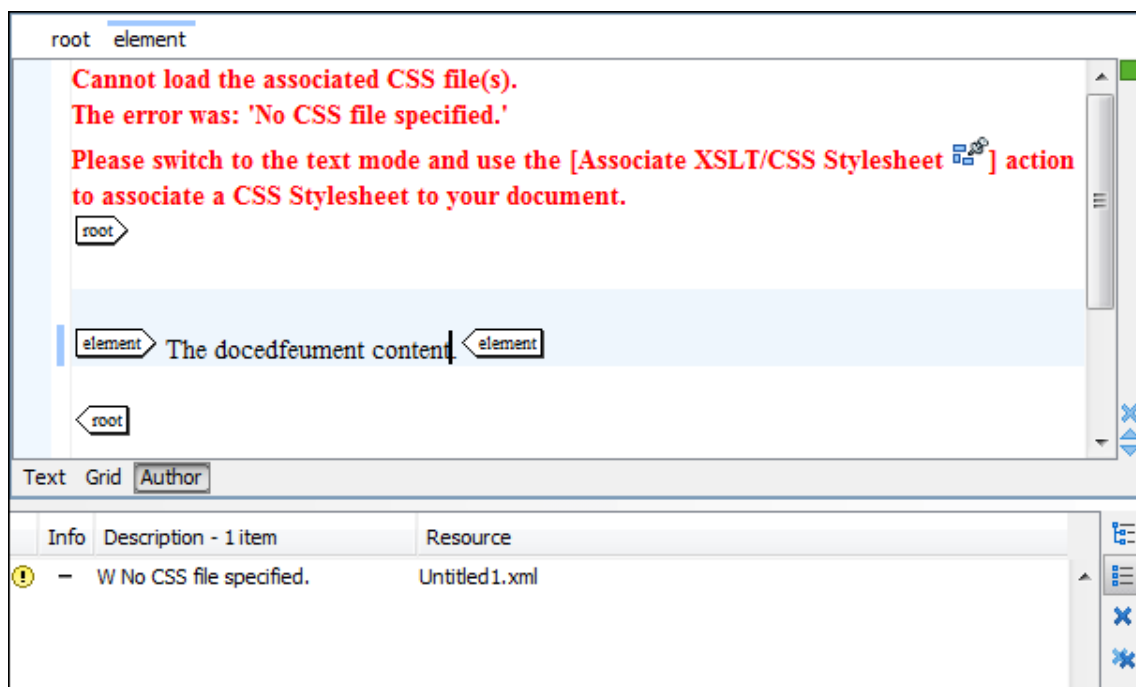 root element
Cannot load the associated CSS file(s).
The error was: 'No CSS file specified.'
Please switch to the text mode and use the [Associate XSLT/CSS Stylesheet ] action
to associate a CSS Stylesheet to your document.
root
element The docedfeument content. element
root
Text Grid Author
Info Description - 1 item Resource
W No CSS file specified. Untitled1.xml